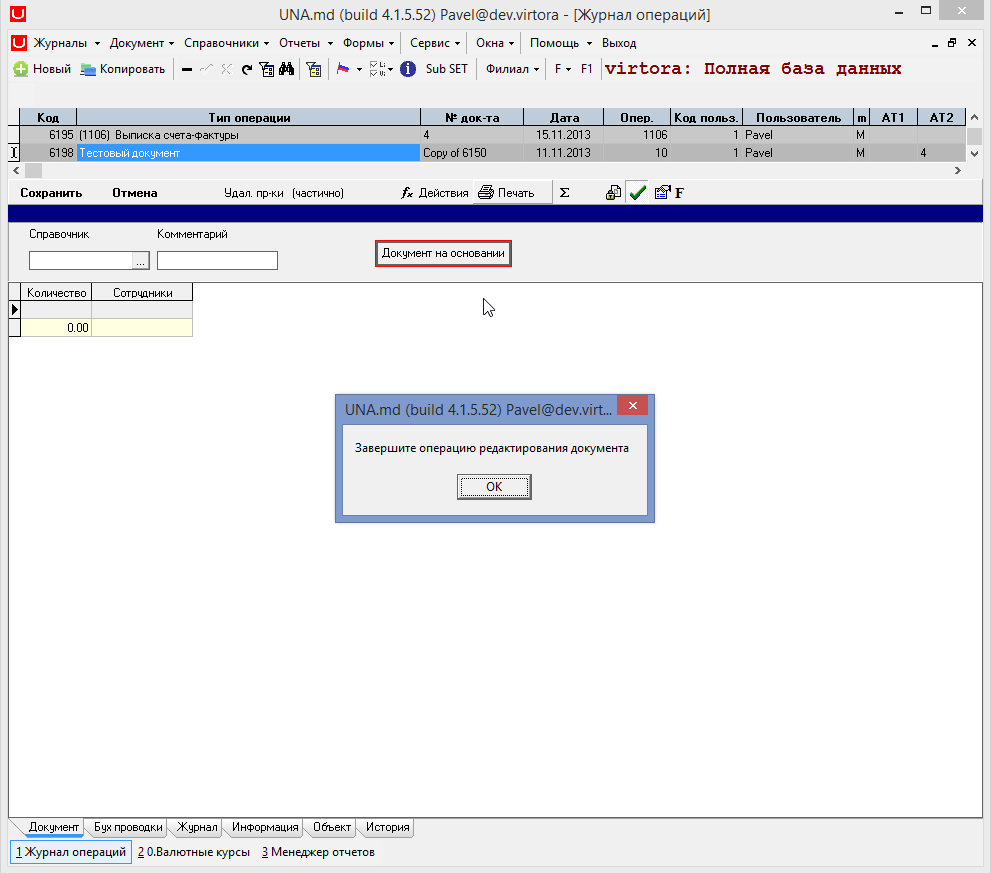 UNA.md (build 4.1.5.52) Pavel@dev.virtora - [Журнал операций]
Журналы Документ Справочники Отчеты Формы Сервис Окна Помощь Выход
Новый Копировать Sub SET Филиал F F1 virtora: Полная база данных
Код Тип операции № док-та Дата Опер. Код польз. Пользователь m АТ1 АТ2
6195 (1106) Выписка счета-фактуры 4 15.11.2013 1106 1 Pavel M
6198 Тестовый документ Copy of 6150 11.11.2013 10 1 Pavel M 4
Сохранить Отмена Удал. пр-ки (частично) fx Действия Печать Σ F
Справочник Комментарий
... Документ на основании
Количество Сотрудники
0.00
UNA.md (build 4.1.5.52) Pavel@dev.virt...
Завершите операцию редактирования документа
OK
Документ Бух проводки Журнал Информация Объект История
1 Журнал операций 2 0.Валютные курсы 3 Менеджер отчетов